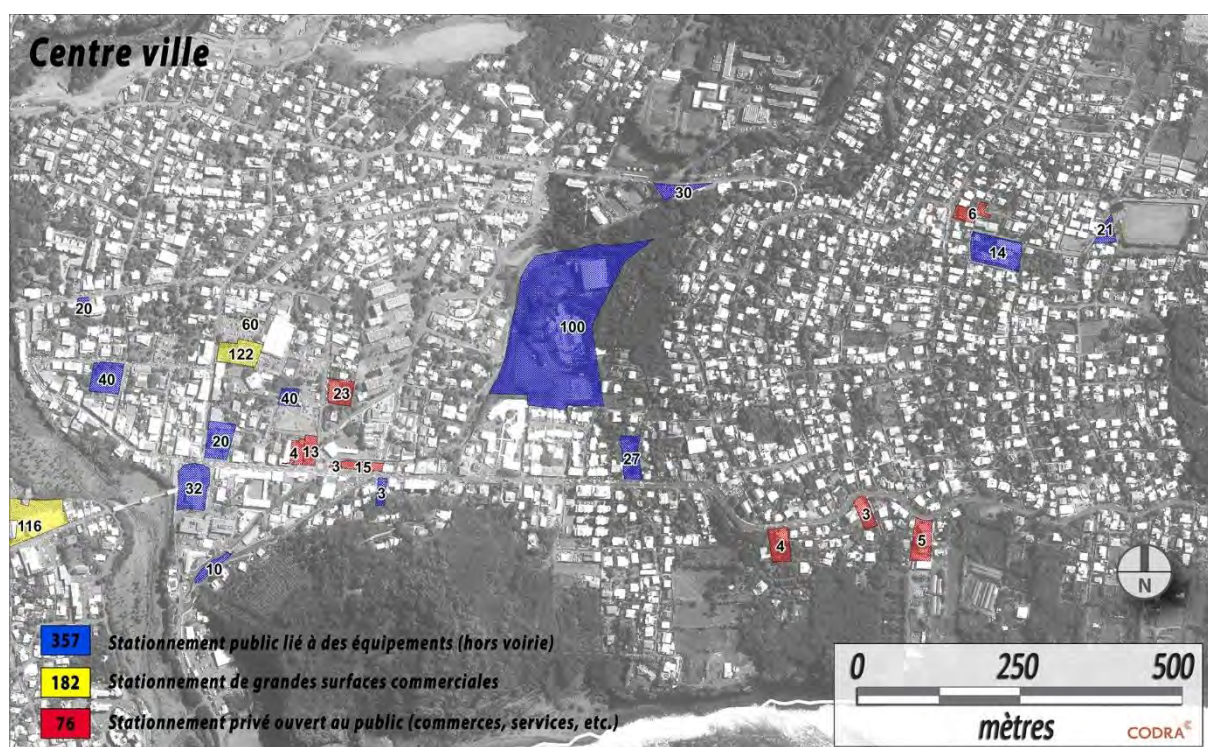 Centre ville
30
6
21
14
20
60
100
122
40
40
23
20
4 13
3 15
27
32
3
116
3
4
5
10
N
357 Stationnement public lié à des équipements (hors voirie)
182 Stationnement de grandes surfaces commerciales
76 Stationnement privé ouvert au public (commerces, services, etc.)
0 250 500
mètres
CODRA